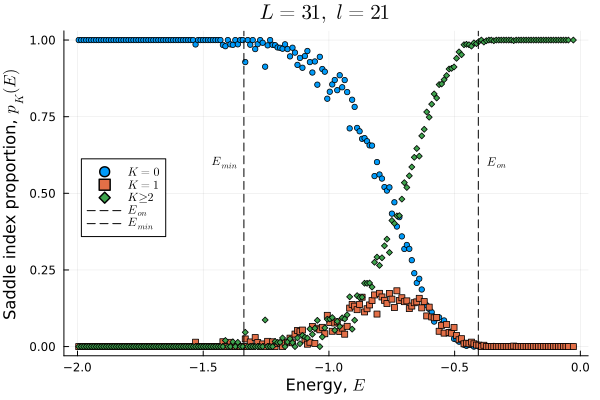 L = 31, l = 21
Saddle index proportion, p_K(E)
1.00
0.75
0.50
0.25
0.00
E_min
E_on
K = 0
K = 1
K ≥ 2
E_on
E_min
−2.0 −1.5 −1.0 −0.5 0.0
Energy, E